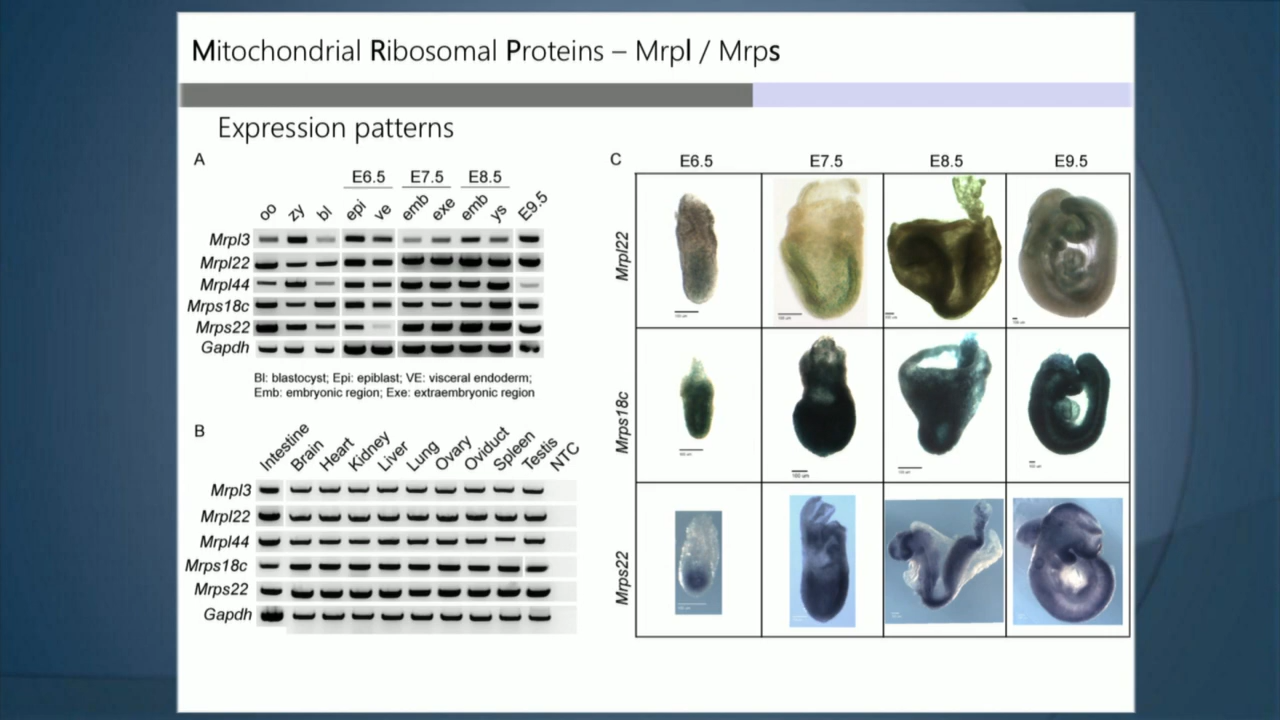 Mitochondrial Ribosomal Proteins – Mrpl / Mrps
Expression patterns
A
E6.5 E7.5 E8.5
oo zy bl epi ve emb exe emb ys E9.5
Mrpl3
Mrpl22
Mrpl44
Mrps18c
Mrps22
Gapdh
Bl: blastocyst; Epi: epiblast; VE: visceral endoderm;
Emb: embryonic region; Exe: extraembryonic region
B
Intestine Brain Heart Kidney Liver Lung Ovary Oviduct Spleen Testis NTC
Mrpl3
Mrpl22
Mrpl44
Mrps18c
Mrps22
Gapdh
C
E6.5 E7.5 E8.5 E9.5
Mrpl22
Mrps18c
Mrps22